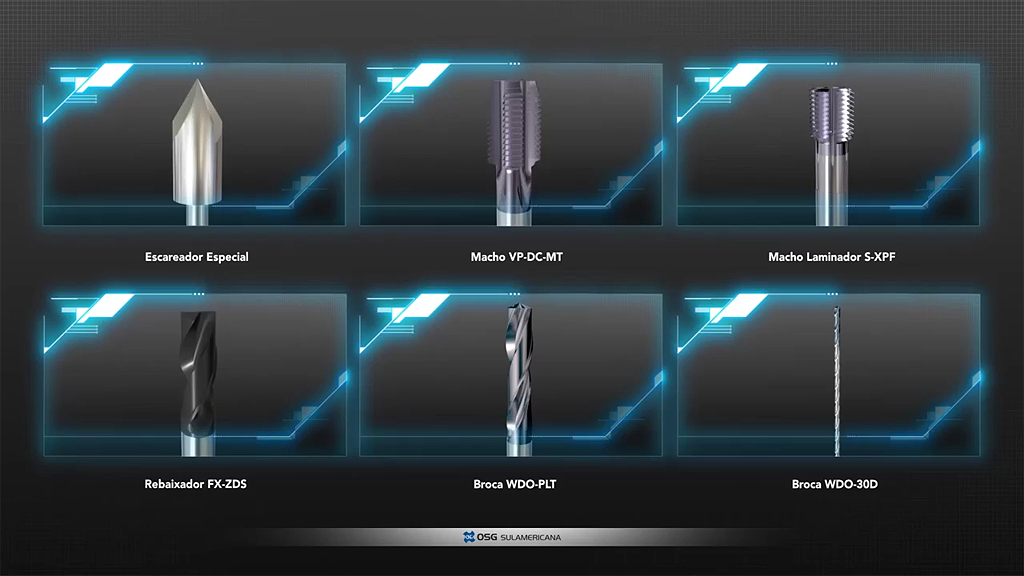 Escareador Especial
Macho VP-DC-MT
Macho Laminador S-XPF
Rebaixador FX-ZDS
Broca WDO-PLT
Broca WDO-30D
OSG SULAMERICANA